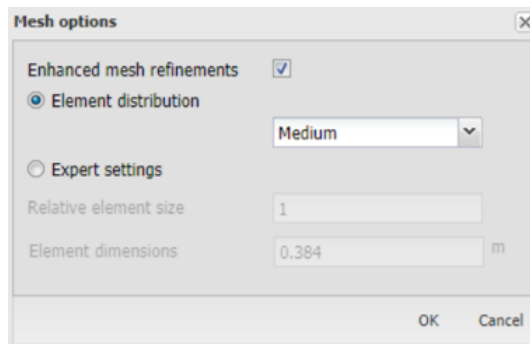 Mesh options
Enhanced mesh refinements
Element distribution
Medium
Expert settings
Relative element size 1
Element dimensions 0.384 m
OK Cancel